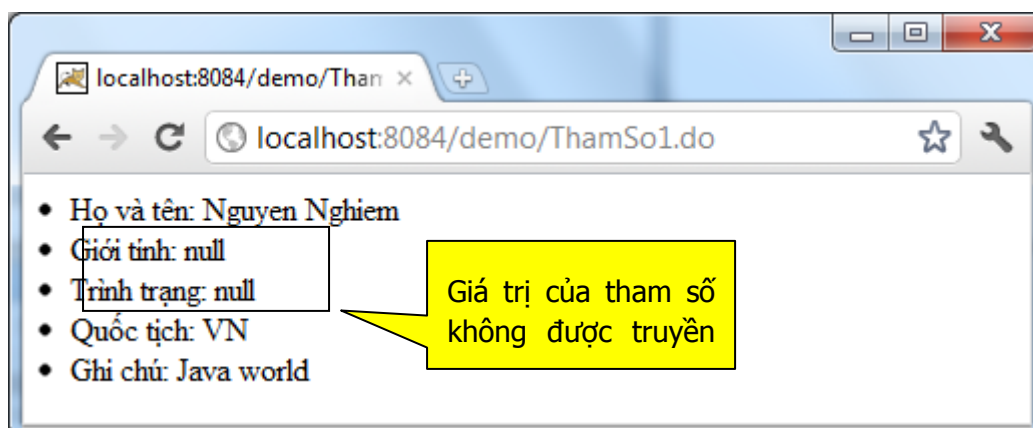 localhost:8084/demo/Tham
localhost:8084/demo/ThamSo1.do
Họ và tên: Nguyen Nghiem
Giới tính: null
Trình trạng: null
Quốc tịch: VN
Ghi chú: Java world
Giá trị của tham số
không được truyền